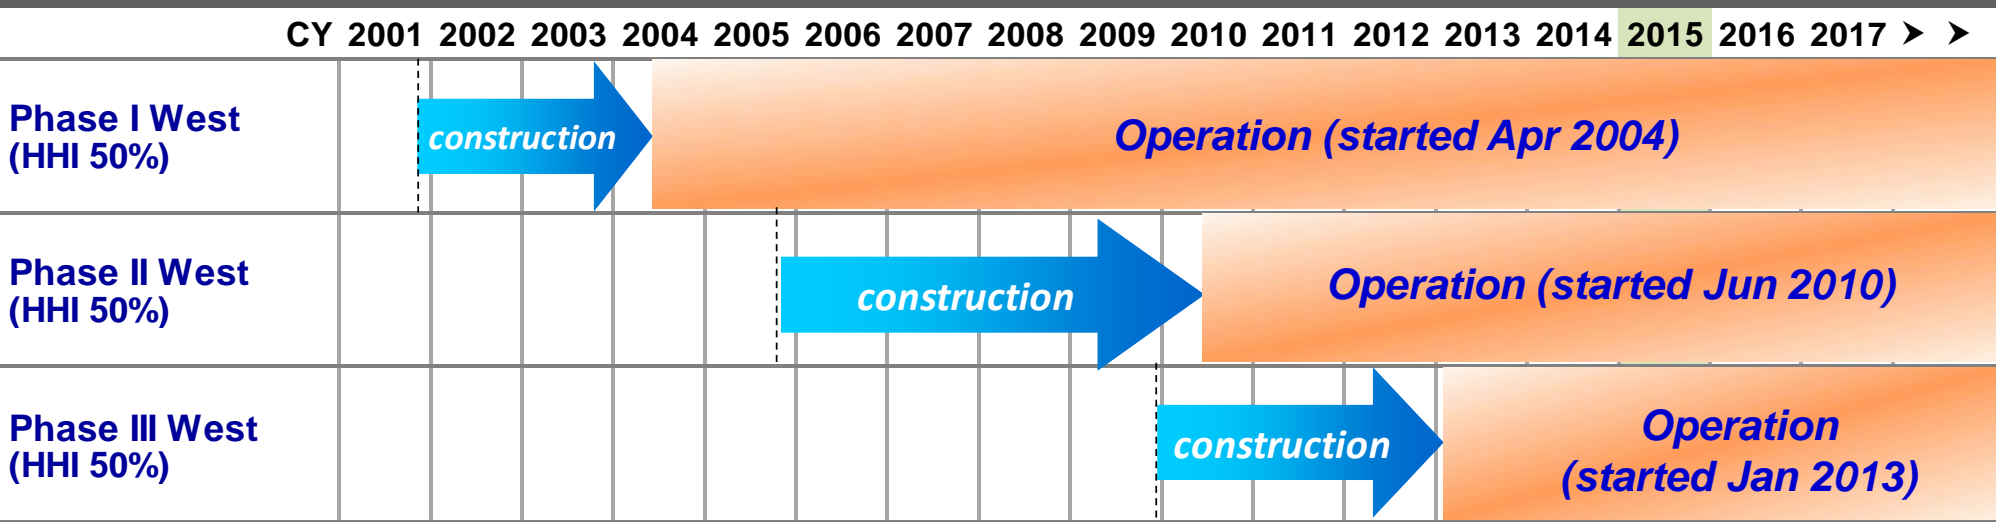 CY 2001 2002 2003 2004 2005 2006 2007 2008 2009 2010 2011 2012 2013 2014 2015 2016 2017 ➤ ➤
Phase I West
(HHI 50%)
construction
Operation (started Apr 2004)
Phase II West
(HHI 50%)
construction
Operation (started Jun 2010)
Phase III West
(HHI 50%)
construction
Operation
(started Jan 2013)